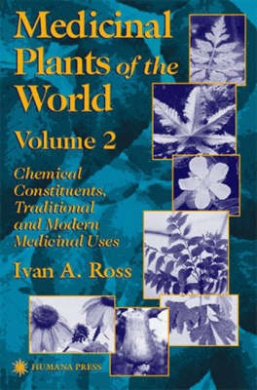 Medicinal
Plants of the
World
Volume 2
Chemical
Constituents,
Traditional
and Modern
Medicinal Uses
Ivan A. Ross
HUMANA PRESS